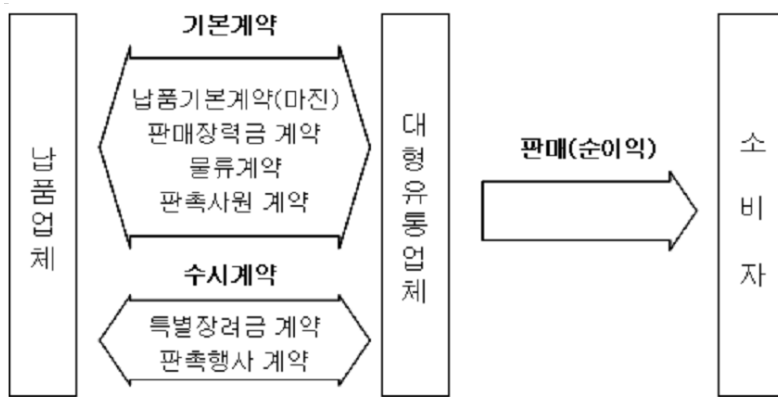 기본계약
납품업체
납품기본계약(마진)
판매장력금 계약
물류계약
판촉사원 계약
수시계약
특별장려금 계약
판촉행사 계약
대형유통업체
판매(순이익)
소비자